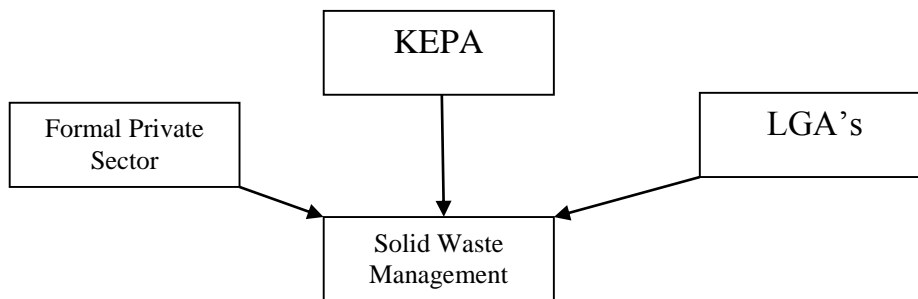 KEPA
Formal Private
Sector
LGA’s
Solid Waste
Management